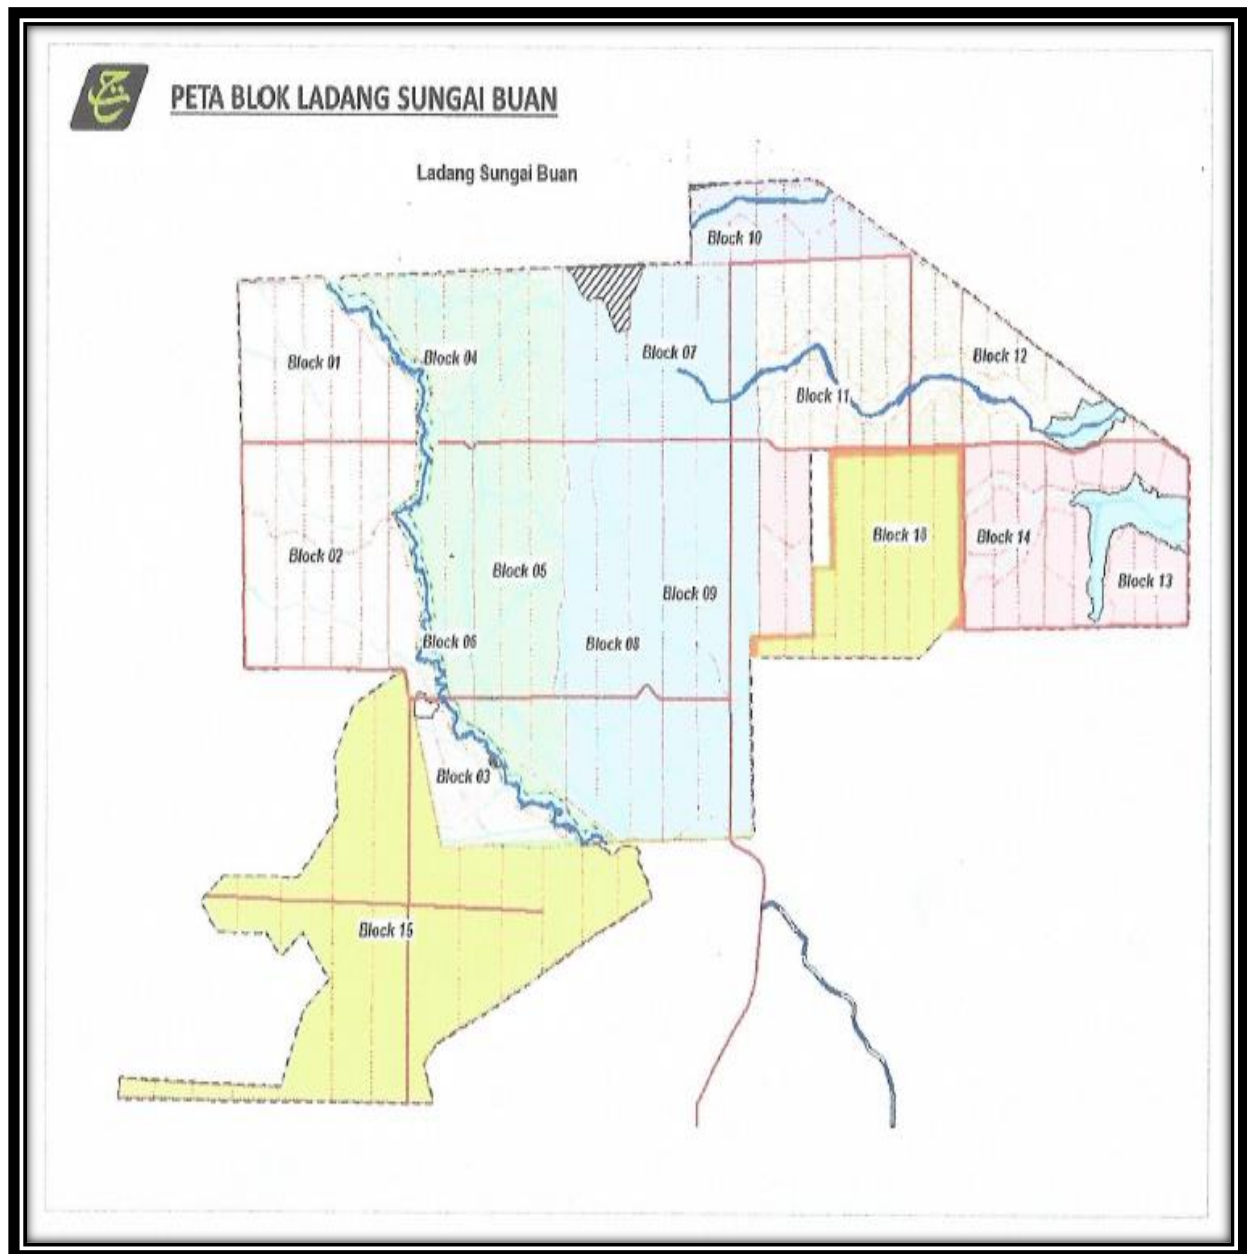 PETA BLOK LADANG SUNGAI BUAN
Ladang Sungai Buan
Block 10
Block 01
Block 04
Block 07
Block 12
Block 11
Block 02
Block 05
Block 09
Block
Block 14
Block 13
Block 06
Block 08
Block 03
Block 15